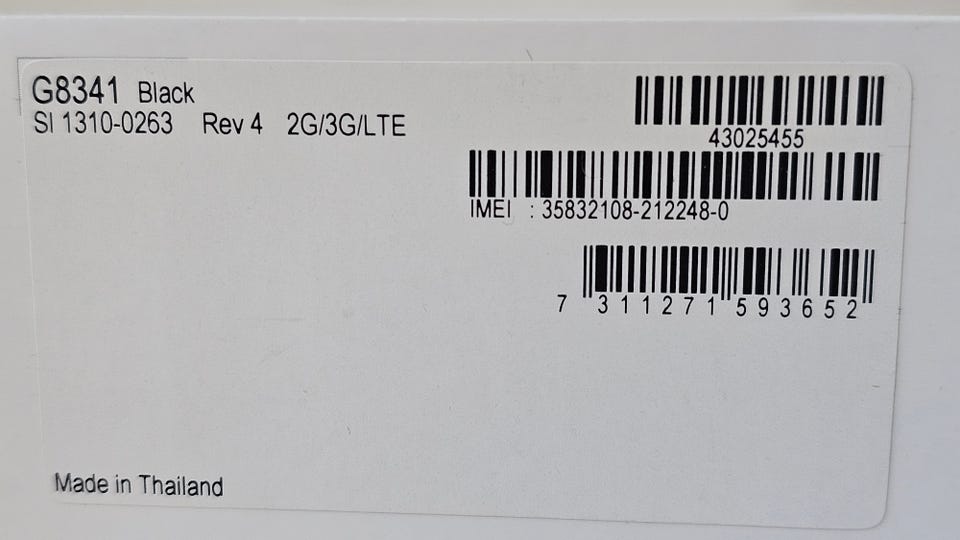 G8341 Black
SI 1310-0263 Rev 4 2G/3G/LTE
43025455
IMEI : 35832108-212248-0
7 311271 593652
Made in Thailand